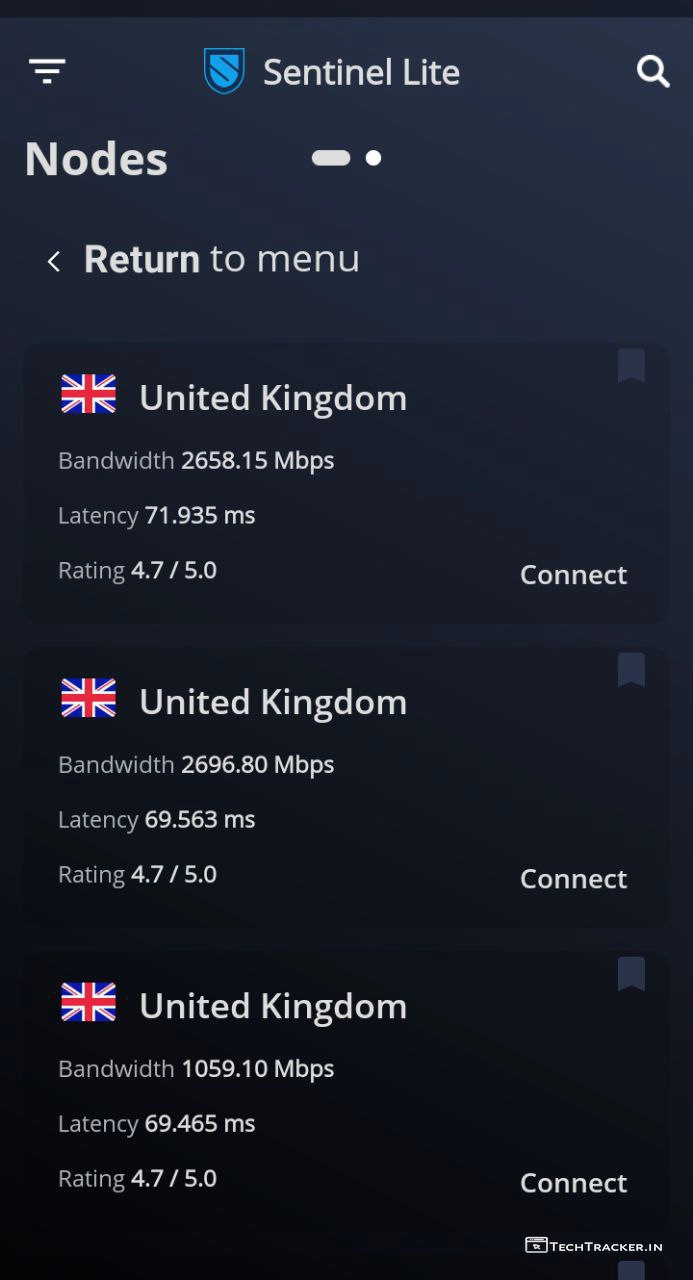 Sentinel Lite
Nodes
Return to menu
United Kingdom
Bandwidth 2658.15 Mbps
Latency 71.935 ms
Rating 4.7 / 5.0
Connect
United Kingdom
Bandwidth 2696.80 Mbps
Latency 69.563 ms
Rating 4.7 / 5.0
Connect
United Kingdom
Bandwidth 1059.10 Mbps
Latency 69.465 ms
Rating 4.7 / 5.0
Connect
TECHTRACKER.IN